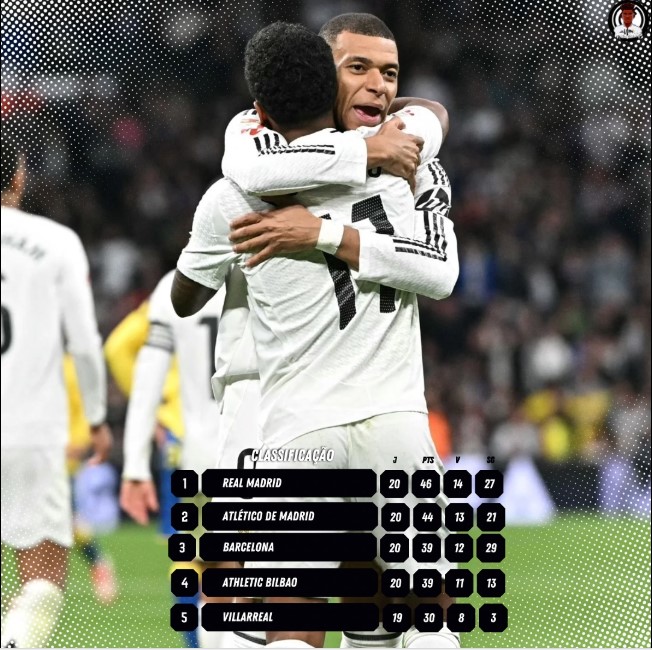 11
CLASSIFICAÇÃO J PTS V SG
1 REAL MADRID 20 46 14 27
2 ATLÉTICO DE MADRID 20 44 13 21
3 BARCELONA 20 39 12 29
4 ATHLETIC BILBAO 20 39 11 13
5 VILLARREAL 19 30 8 3